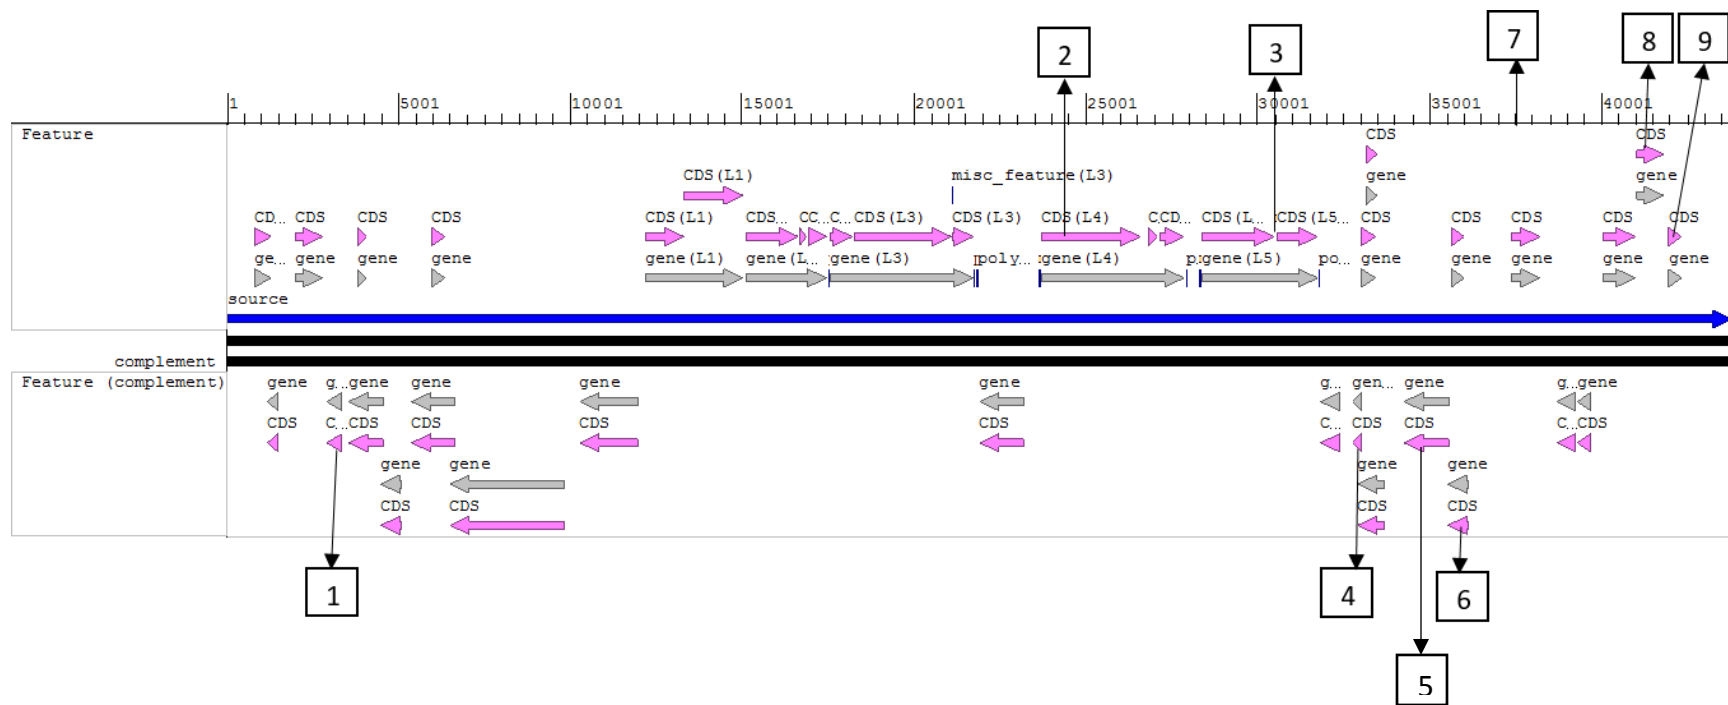 2 3 7 8 9
1 5001 10001 15001 20001 25001 30001 35001 40001
Feature CDS CDS
CDS(L1) misc_feature(L3) gene gene
CD... CDS CDS CDS CDS(L1) CDS... CC...C... CDS(L3) CDS(L3) CDS(L4) C.CD... CDS(L... CDS(L5... CDS CDS CDS CDS CDS
ge... gene gene gene gene(L1) gene(L... gene(L3) poly... gene(L4) p. gene(L5) po... gene gene gene gene gene
source
complement
Feature (complement) gene g...gene gene gene gene g... gen... gene g...gene
CDS C...CDS CDS CDS CDS C... CDS CDS C...CDS
gene gene gene gene
CDS CDS CDS CDS
1 4 6
5